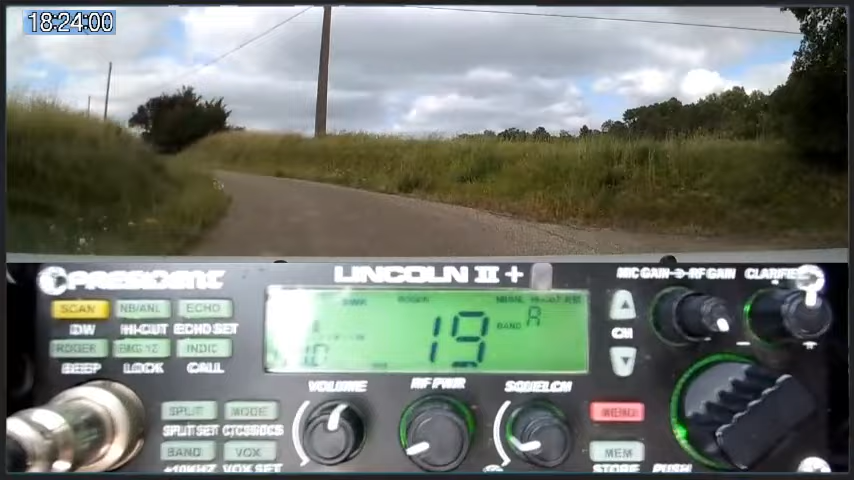 18:24:00
PRESIDENT LINCOLN II + MIC GAIN RF GAIN CLARIFIER
SCAN NB/ANL ECHO
DW HI-CUT ECHO SET
ROGER EMG ½ INDIC
BEEP LOCK CALL
19 BAND A
CH
VOLUME RF PWR SQUELCH
SPLIT MODE MENU
SPLIT SET CTCSS/DCS
BAND VOX MEM
+10KHZ VOX SET STORE PUSH